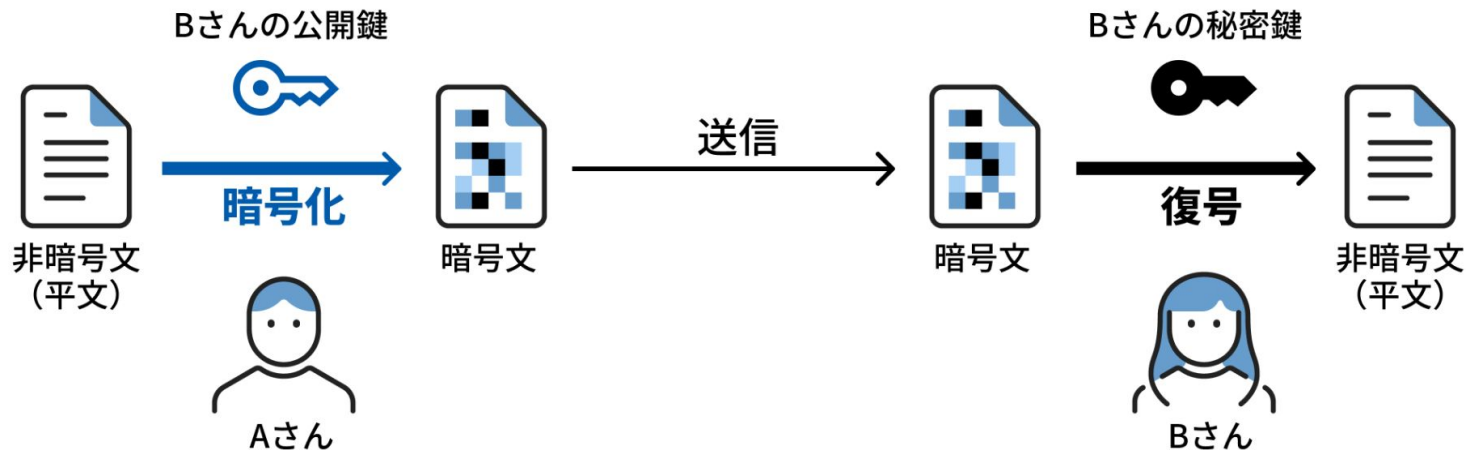 Bさんの公開鍵
Bさんの秘密鍵
送信
暗号化
復号
非暗号文
(平文)
暗号文
暗号文
非暗号文
(平文)
Aさん
Bさん